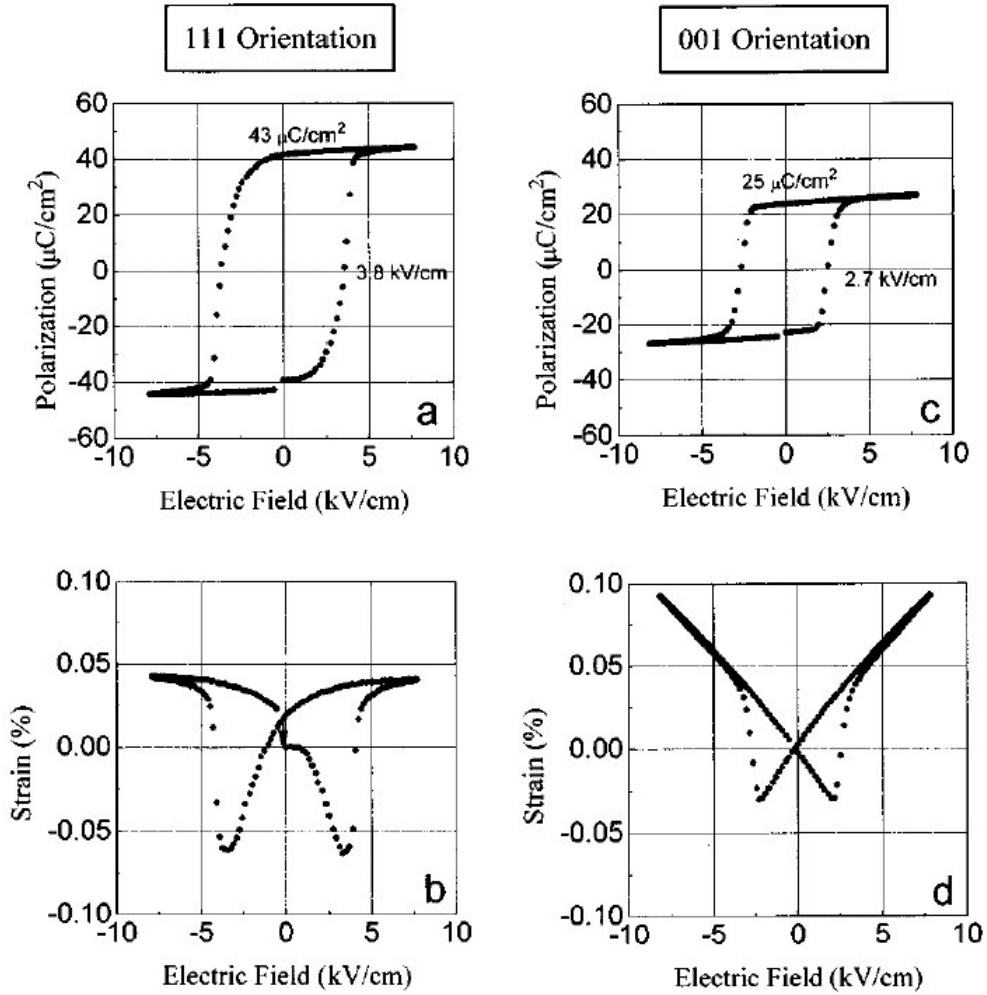 111 Orientation
001 Orientation
60
40
20
0
-20
-40
-60
43 μC/cm²
3.8 kV/cm
a
-10 -5 0 5 10
Polarization (μC/cm²)
Electric Field (kV/cm)
60
40
20
0
-20
-40
-60
25 μC/cm²
2.7 kV/cm
c
-10 -5 0 5 10
Polarization (μC/cm²)
Electric Field (kV/cm)
0.10
0.05
0.00
-0.05
-0.10
b
-10 -5 0 5 10
Strain (%)
Electric Field (kV/cm)
0.10
0.05
0.00
-0.05
-0.10
d
-10 -5 0 5 10
Strain (%)
Electric Field (kV/cm)